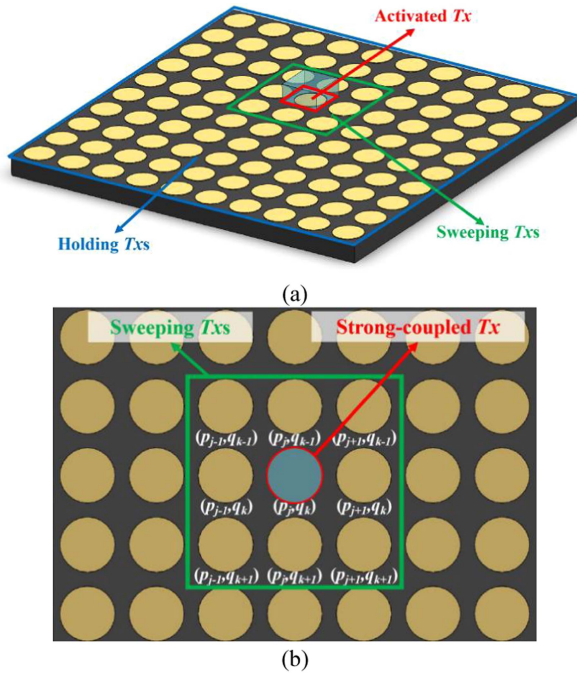 Activated Tx
Holding Txs
Sweeping Txs
(a)
Sweeping Txs
Strong-coupled Tx
(pj-1,qk-1) (pj,qk-1) (pj+1,qk-1)
(pj-1,qk) (pj,qk) (pj+1,qk)
(pj-1,qk+1) (pj,qk+1) (pj+1,qk+1)
(b)